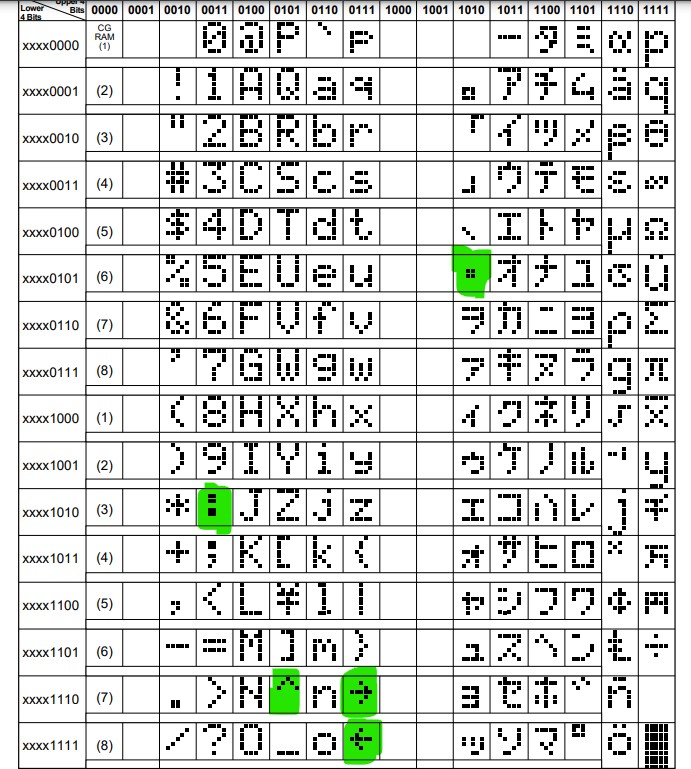 Lower 4 Bits Upper 4 Bits 0000 0001 0010 0011 0100 0101 0110 0111 1000 1001 1010 1011 1100 1101 1110 1111
xxxx0000 CG RAM (1) 0 @ P ` p ー タ ミ α p
xxxx0001 (2) ! 1 A Q a q 。 ア チ ム ä q
xxxx0010 (3) " 2 B R b r 「 イ ツ メ β θ
xxxx0011 (4) # 3 C S c s 」 ウ テ モ ε ∞
xxxx0100 (5) $ 4 D T d t 、 エ ト ヤ μ Ω
xxxx0101 (6) % 5 E U e u ・ オ ナ ユ σ ü
xxxx0110 (7) & 6 F V f v ヲ カ ニ ヨ ρ Σ
xxxx0111 (8) ' 7 G W g w ァ キ ヌ ラ g π
xxxx1000 (1) ( 8 H X h x ィ ク ネ リ √ x̄
xxxx1001 (2) ) 9 I Y i y ゥ ケ ノ ル ⁻¹ y
xxxx1010 (3) * : J Z j z ェ コ ハ レ j 千
xxxx1011 (4) + ; K [ k { ォ サ ヒ ロ ˣ 万
xxxx1100 (5) , < L ¥ l | ャ シ フ ワ ¢ 円
xxxx1101 (6) - = M ] m } ュ ス ヘ ン £ ÷
xxxx1110 (7) . > N ^ n → ョ セ ホ ゛ ñ
xxxx1111 (8) / ? O _ o ← ッ ソ マ ゜ ö █